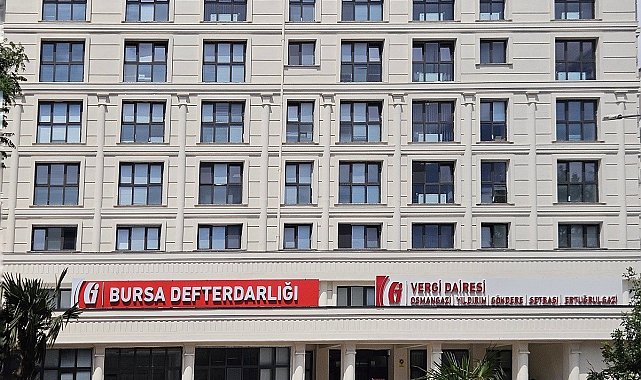 BURSA DEFTERDARLIĞI
VERGİ DAİRESİ
OSMANGAZİ | YILDIRIM | GÖKDERE | SETBAŞI | ERTUĞRULGAZİ